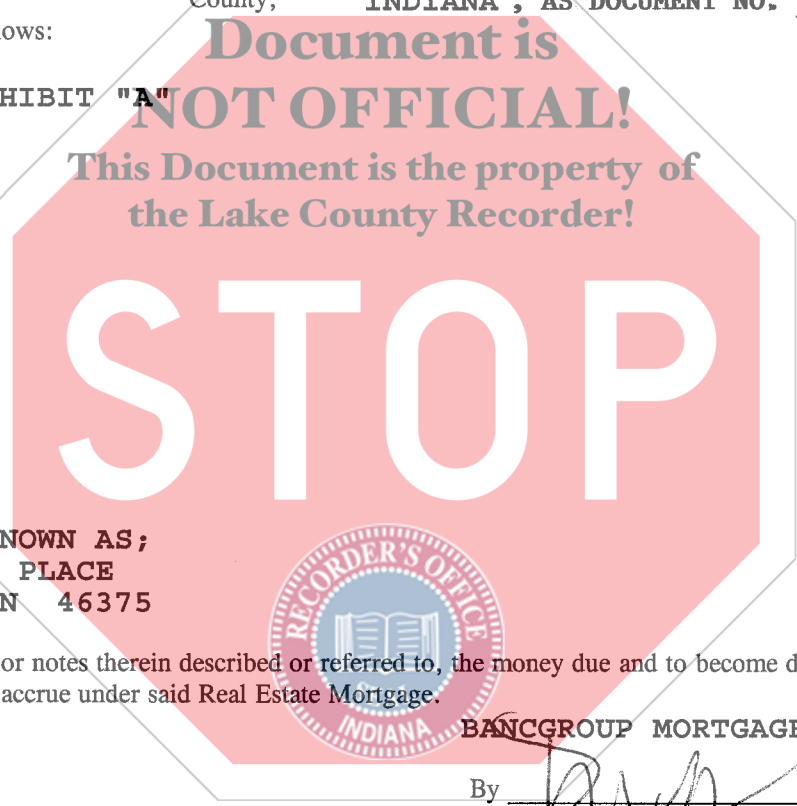 County, INDIANA , AS DOCUMENT NO.
lows:
Document is
HIBIT "A"
NOT OFFICIAL!
This Document is the property of
the Lake County Recorder!
STOP
NOWN AS;
PLACE
N 46375
RECORDER'S OFFICE
INDIANA
or notes therein described or referred to, the money due and to become d
accrue under said Real Estate Mortgage.
BANCGROUP MORTGAGE
By